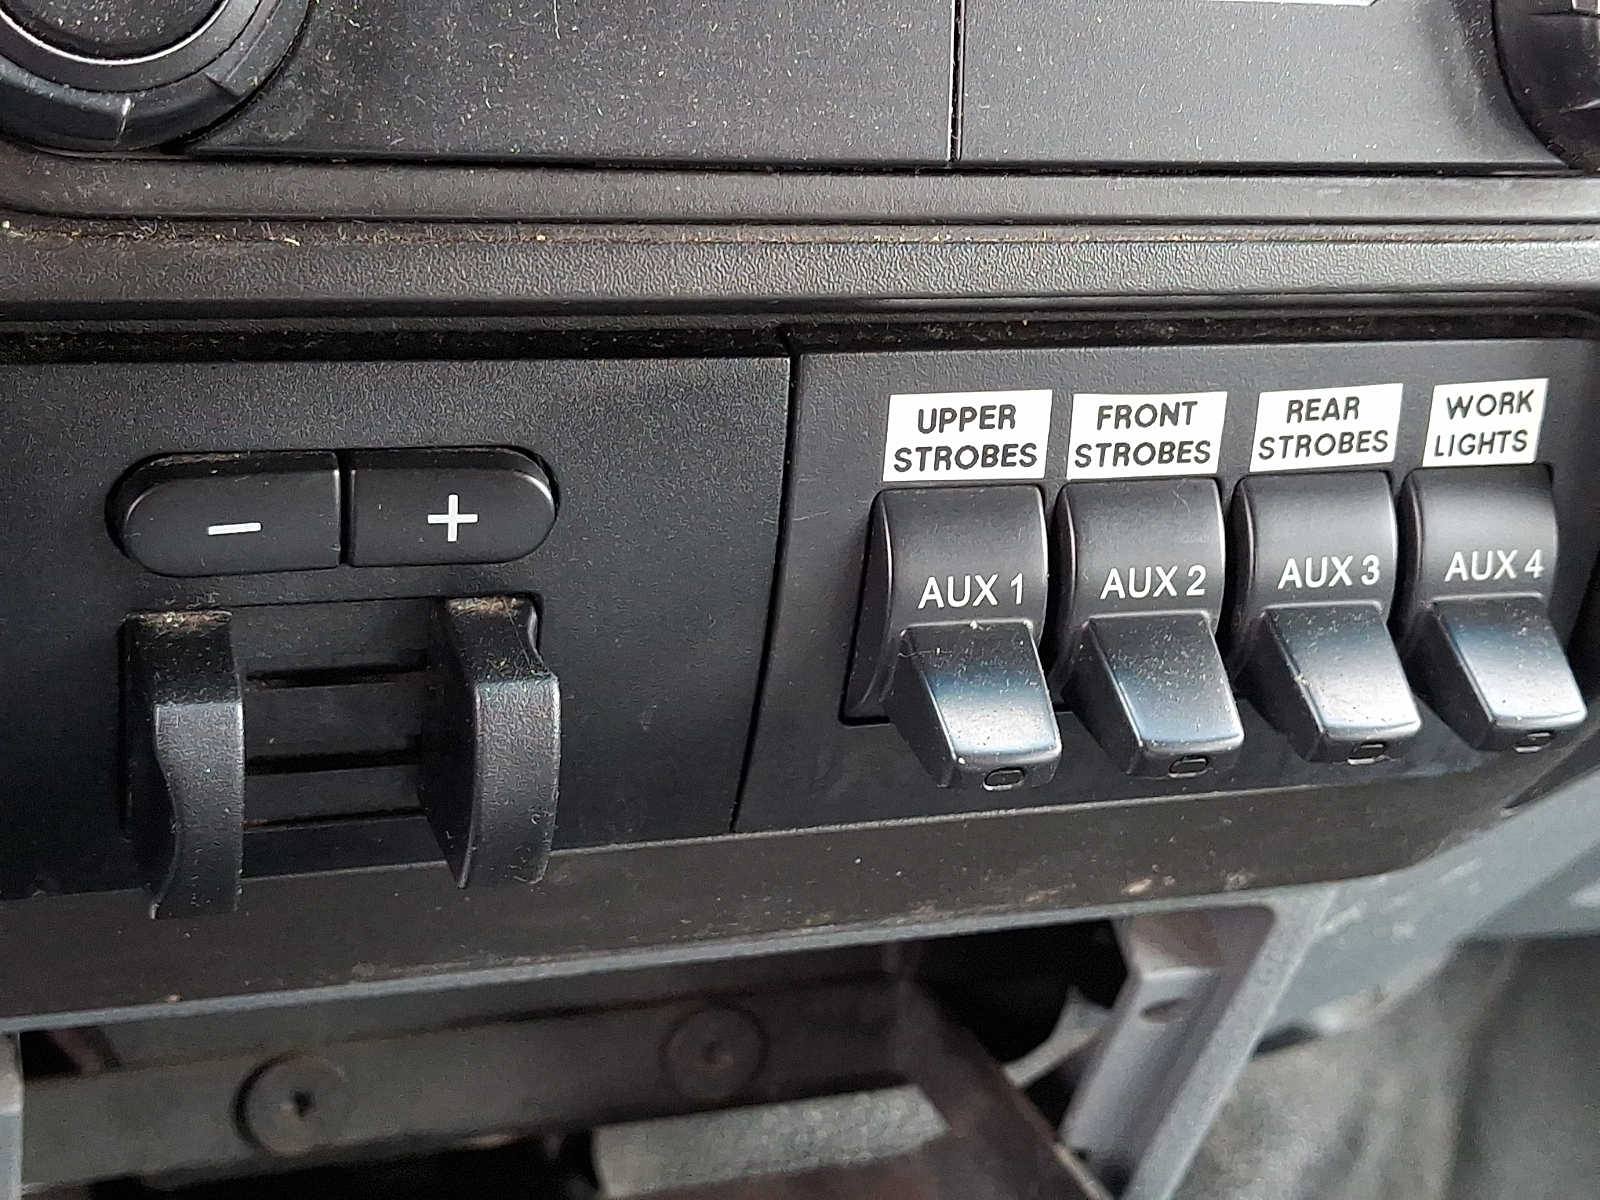 UPPER
STROBES
FRONT
STROBES
REAR
STROBES
WORK
LIGHTS
- +
AUX 1
AUX 2
AUX 3
AUX 4